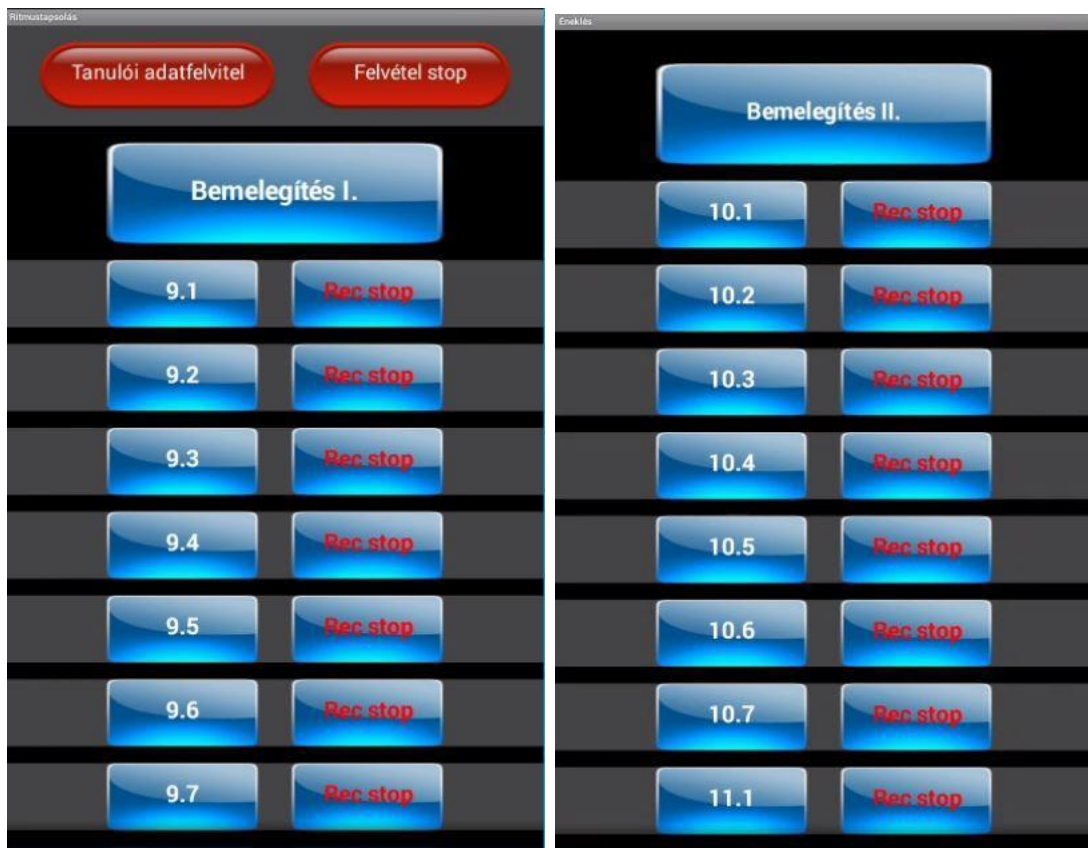 Ritmustapsolás
Tanulói adatfelvitel Felvétel stop
Bemelegítés I.
9.1 Rec stop
9.2 Rec stop
9.3 Rec stop
9.4 Rec stop
9.5 Rec stop
9.6 Rec stop
9.7 Rec stop
Éneklés
Bemelegítés II.
10.1 Rec stop
10.2 Rec stop
10.3 Rec stop
10.4 Rec stop
10.5 Rec stop
10.6 Rec stop
10.7 Rec stop
11.1 Rec stop